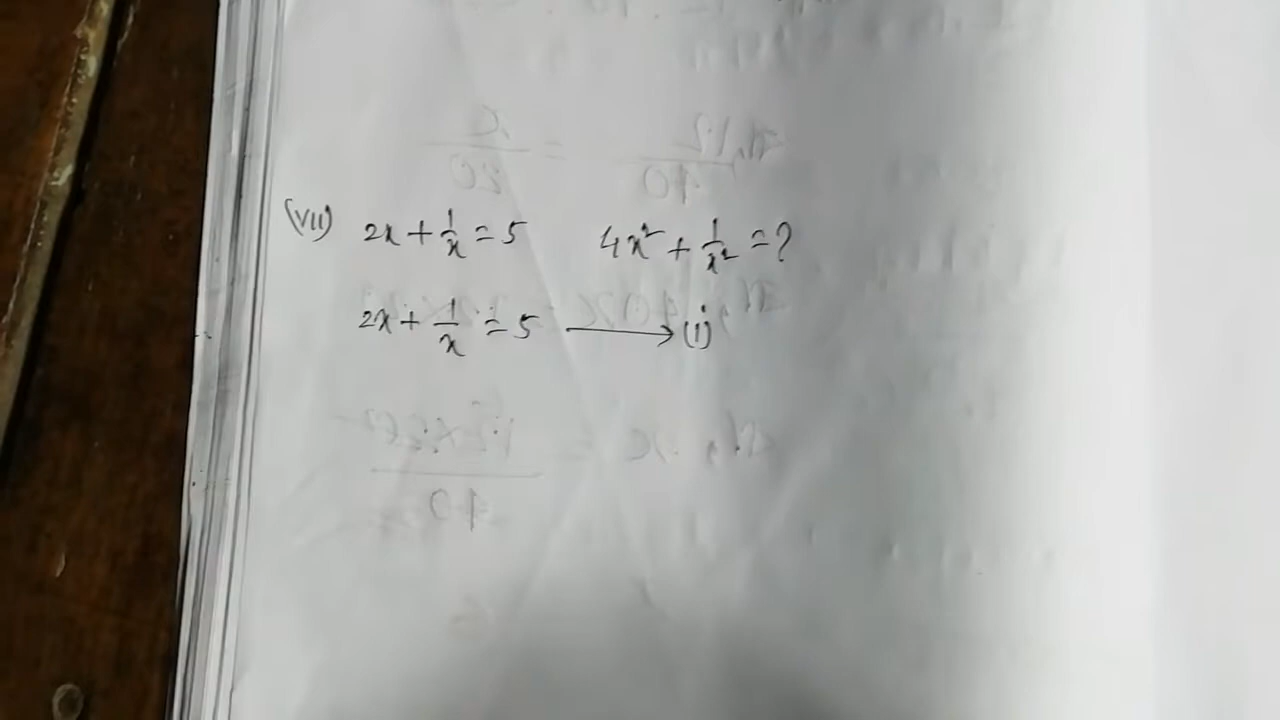 (VII) 2x + 1/x = 5 4x² + 1/x² = ?
2x + 1/x = 5 → (i)